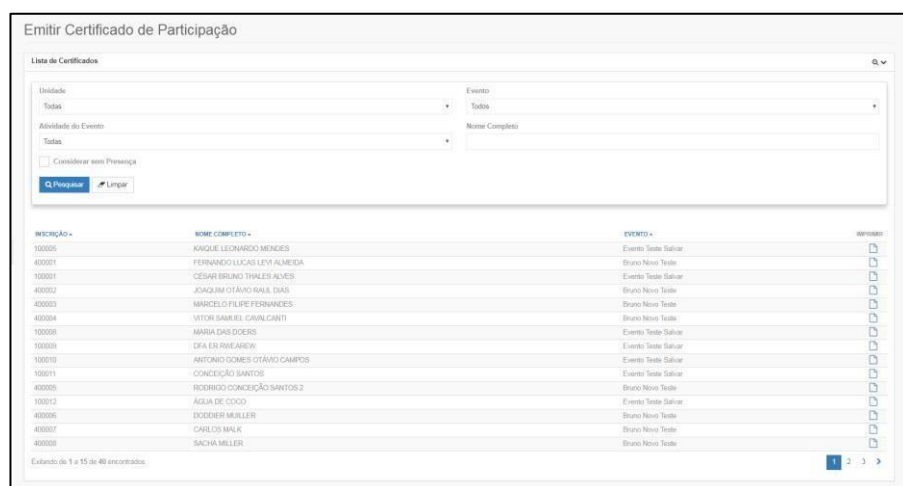 Emitir Certificado de Participação
Lista de Certificados
Unidade Evento
Todas Todos
Atividade do Evento Nome Completo
Todas
Considerar sem Presença
Pesquisar Limpar
INSCRIÇÃO NOME COMPLETO EVENTO IMPRIMIR
100005 KAIQUE LEONARDO MENDES Evento Teste Salvar
400001 FERNANDO LUCAS LEVI ALMEIDA Bruno Novo Teste
100001 CESAR BRUNO THALES ALVES Evento Teste Salvar
400002 JOAQUIM OTÁVIO RAUL DIAS Bruno Novo Teste
400003 MARCELO FILIPE FERNANDES Bruno Novo Teste
400004 VITOR SAMUEL CAVALCANTI Bruno Novo Teste
100008 MARIA DAS DOERS Evento Teste Salvar
100009 DFA ER RWEAREW Evento Teste Salvar
100010 ANTONIO GOMES OTÁVIO CAMPOS Evento Teste Salvar
100011 CONCEIÇÃO SANTOS Evento Teste Salvar
400005 RODRIGO CONCEIÇÃO SANTOS 2 Bruno Novo Teste
100012 AGUA DE COCO Evento Teste Salvar
400006 DODDIER MUILLER Bruno Novo Teste
400007 CARLOS MALK Bruno Novo Teste
400008 SACHA MILLER Bruno Novo Teste
Exibindo de 1 a 15 de 40 encontrados 1 2 3